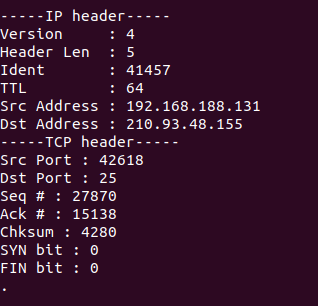 -----IP header-----
Version     : 4
Header Len  : 5
Ident       : 41457
TTL         : 64
Src Address : 192.168.188.131
Dst Address : 210.93.48.155
-----TCP header-----
Src Port : 42618
Dst Port : 25
Seq # : 27870
Ack # : 15138
Chksum : 4280
SYN bit : 0
FIN bit : 0
.